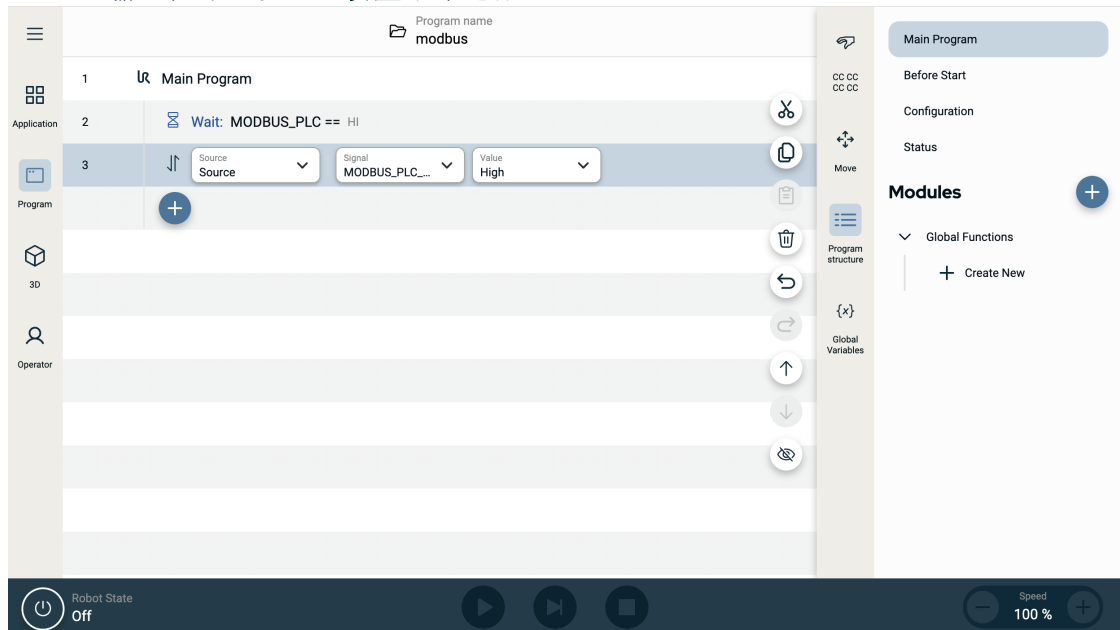 Program name
modbus
1 Main Program
2 Wait: MODBUS_PLC == HI
3 Source Source Signal MODBUS_PLC_... Value High
Application
Program
3D
Operator
CC CC
CC CC
Move
Program
structure
{x}
Global
Variables
Main Program
Before Start
Configuration
Status
Modules
Global Functions
Create New
Robot State
Off
Speed
100 %